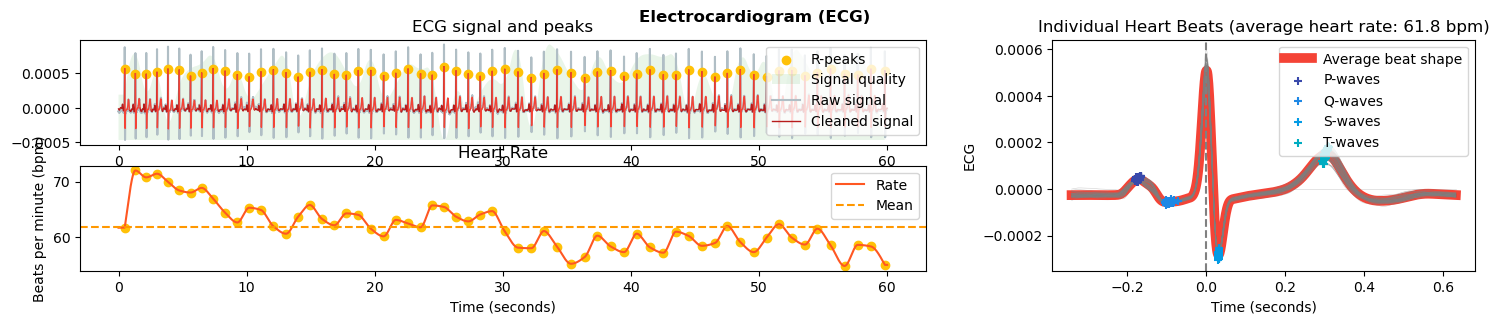 Electrocardiogram (ECG)
ECG signal and peaks
0.0005
0.0000
−0.0005
R-peaks
Signal quality
Raw signal
Cleaned signal
0 10 20 30 40 50 60
Heart Rate
Beats per minute (bpm)
70
60
Rate
Mean
0 10 20 30 40 50 60
Time (seconds)
Individual Heart Beats (average heart rate: 61.8 bpm)
ECG
0.0006
0.0004
0.0002
0.0000
−0.0002
Average beat shape
P-waves
Q-waves
S-waves
T-waves
−0.2 0.0 0.2 0.4 0.6
Time (seconds)